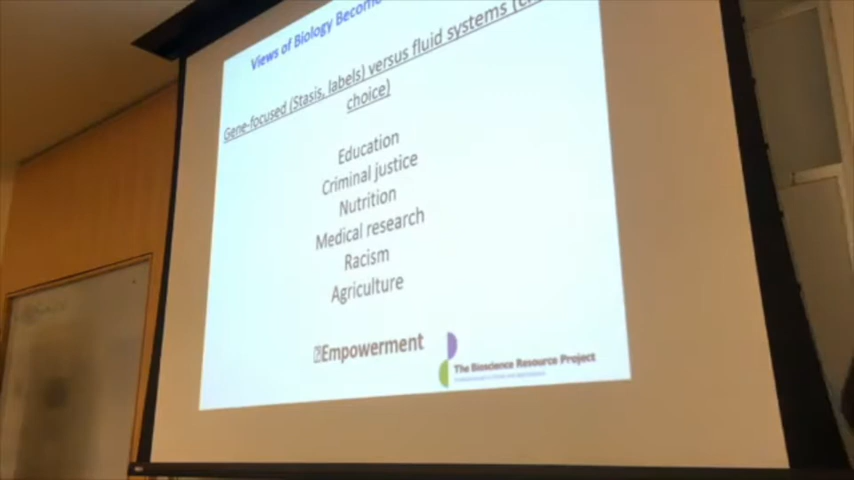 Views of Biology Become
Gene-focused (Stasis, labels) versus fluid systems
choice)
Education
Criminal justice
Nutrition
Medical research
Racism
Agriculture
Empowerment
The Bioscience Resource Project